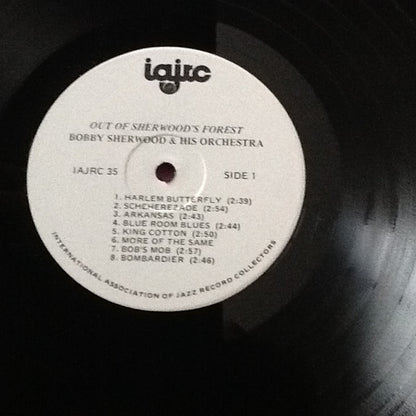 iajrc
OUT OF SHERWOOD'S FOREST
BOBBY SHERWOOD & HIS ORCHESTRA
IAJRC 35 SIDE 1
1. HARLEM BUTTERFLY (2:39)
2. SCHEHEREZADE (2:54)
3. ARKANSAS (2:43)
4. BLUE ROOM BLUES (2:44)
5. KING COTTON (2:50)
6. MORE OF THE SAME
7. BOB'S MOB (2:57)
8. BOMBARDIER (2:46)
INTERNATIONAL ASSOCIATION OF JAZZ RECORD COLLECTORS